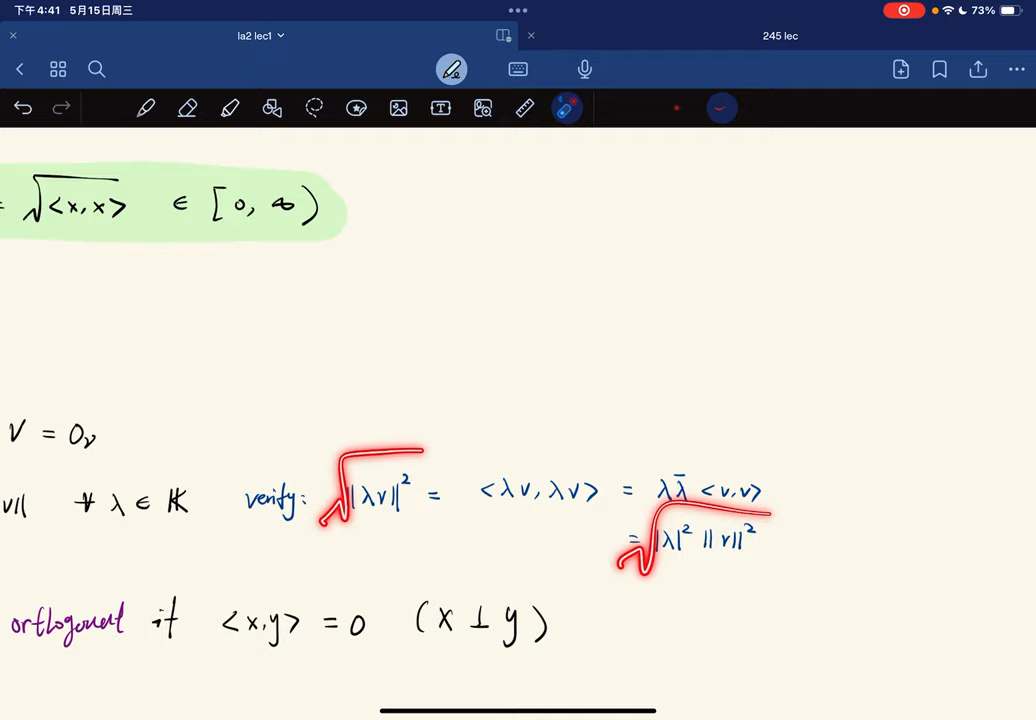 下午4:41 5月15日周三
73%
la2 lec1
245 lec
= √<x,x> ∈ [0, ∞)
V = 0ᵥ
v|| ∀ λ ∈ 𝕂 verify: √||λv||² = <λv, λv> = λλ̄ <v,v>
= √|λ|² ||v||²
orthogonal if <x,y> = 0 (x ⊥ y)